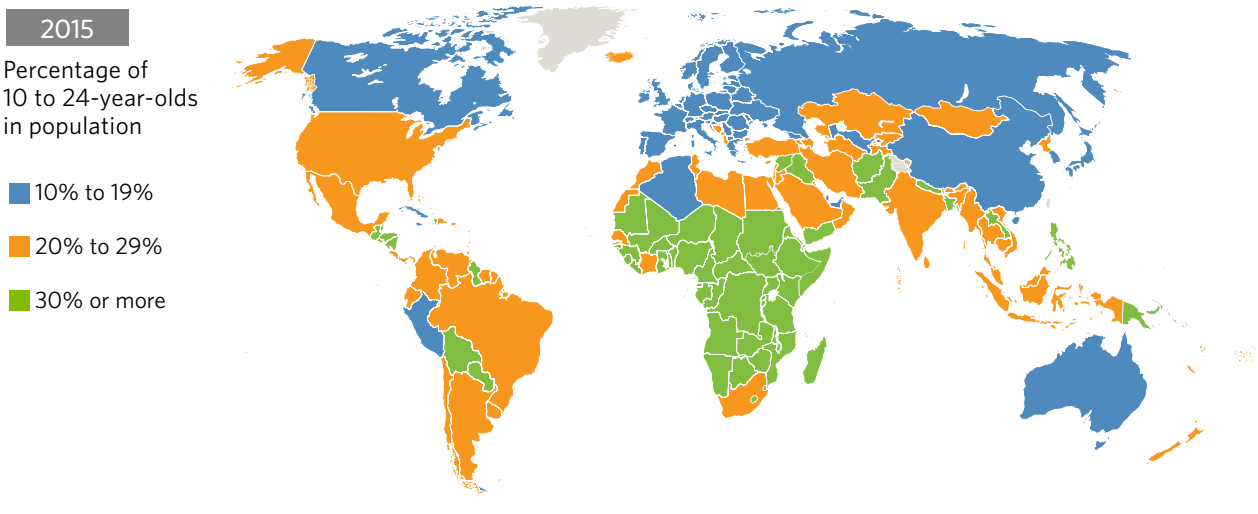 2015
Percentage of
10 to 24-year-olds
in population
10% to 19%
20% to 29%
30% or more